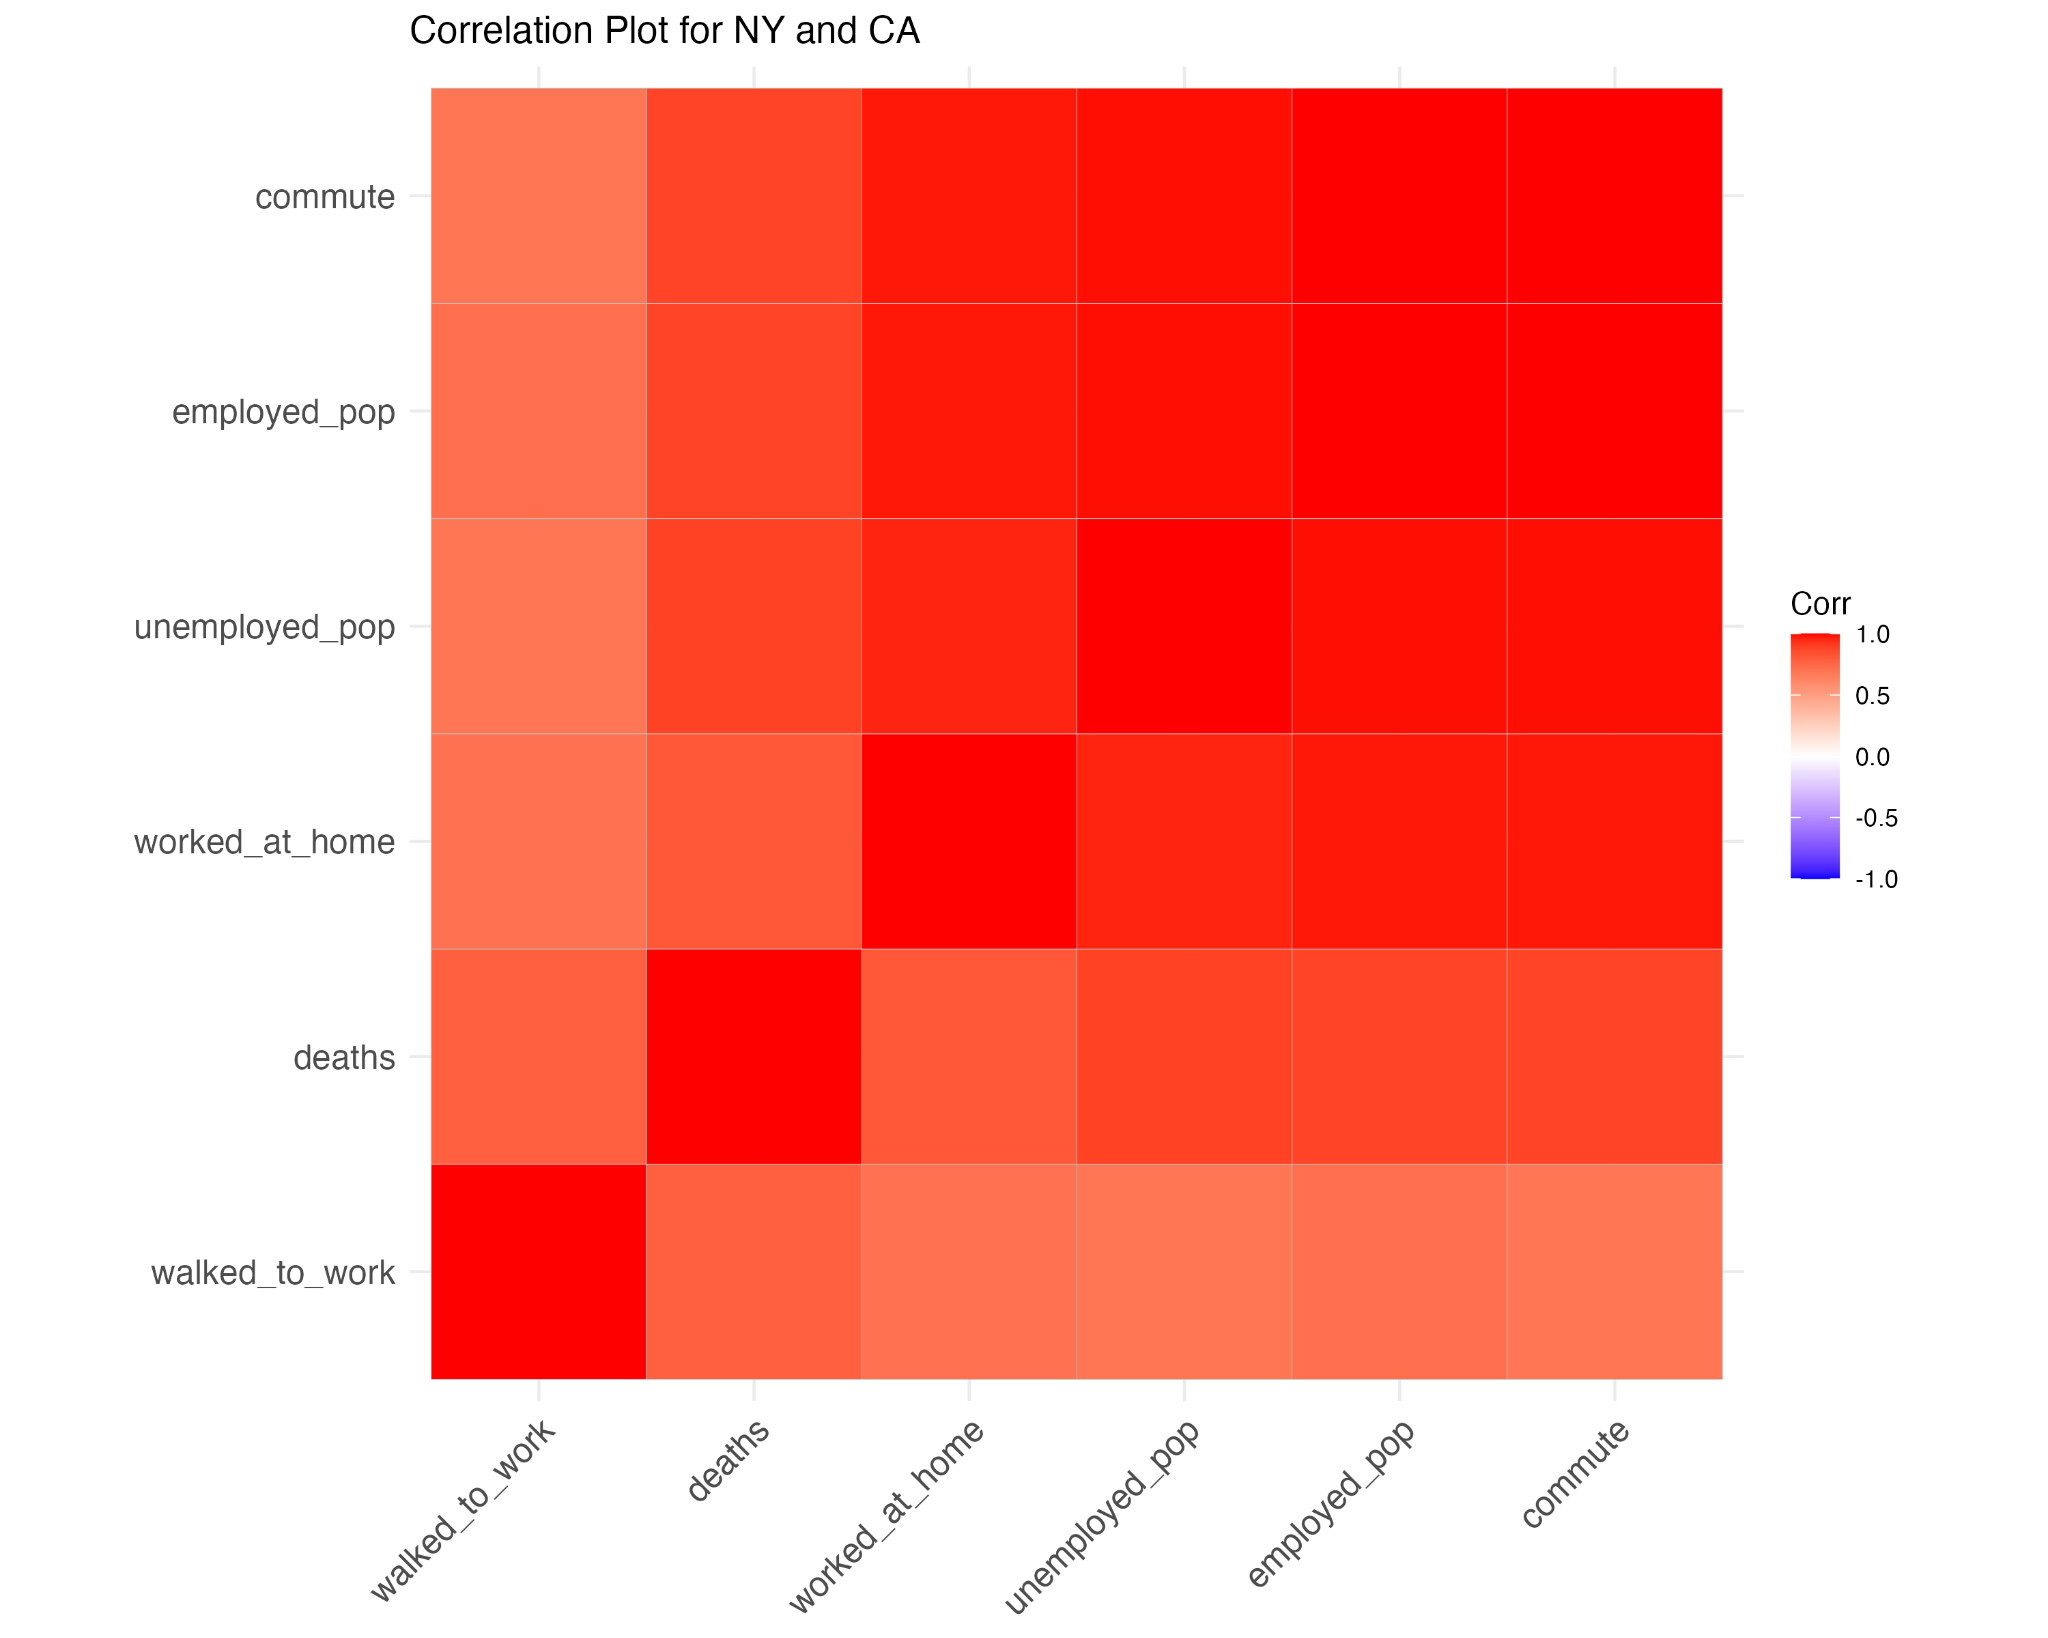 Correlation Plot for NY and CA
commute
employed_pop
unemployed_pop
worked_at_home
deaths
walked_to_work
walked_to_work
deaths
worked_at_home
unemployed_pop
employed_pop
commute
Corr
1.0
0.5
0.0
-0.5
-1.0